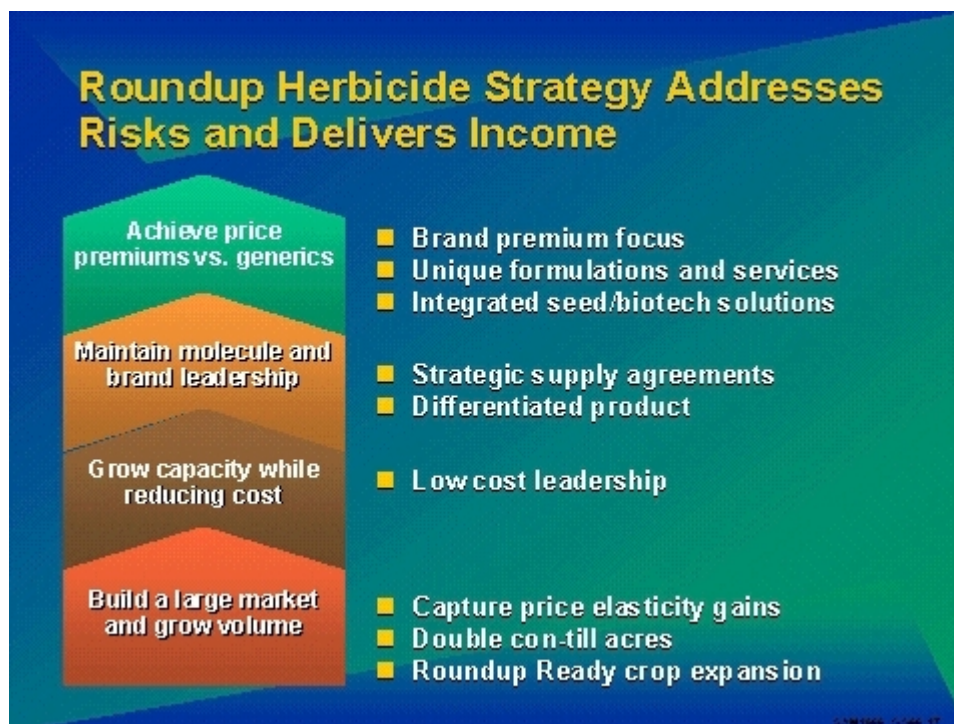 Roundup Herbicide Strategy Addresses
Risks and Delivers Income
Achieve price
premiums vs. generics
Brand premium focus
Unique formulations and services
Integrated seed/biotech solutions
Maintain molecule and
brand leadership
Strategic supply agreements
Differentiated product
Grow capacity while
reducing cost
Low cost leadership
Build a large market
and grow volume
Capture price elasticity gains
Double con-till acres
Roundup Ready crop expansion